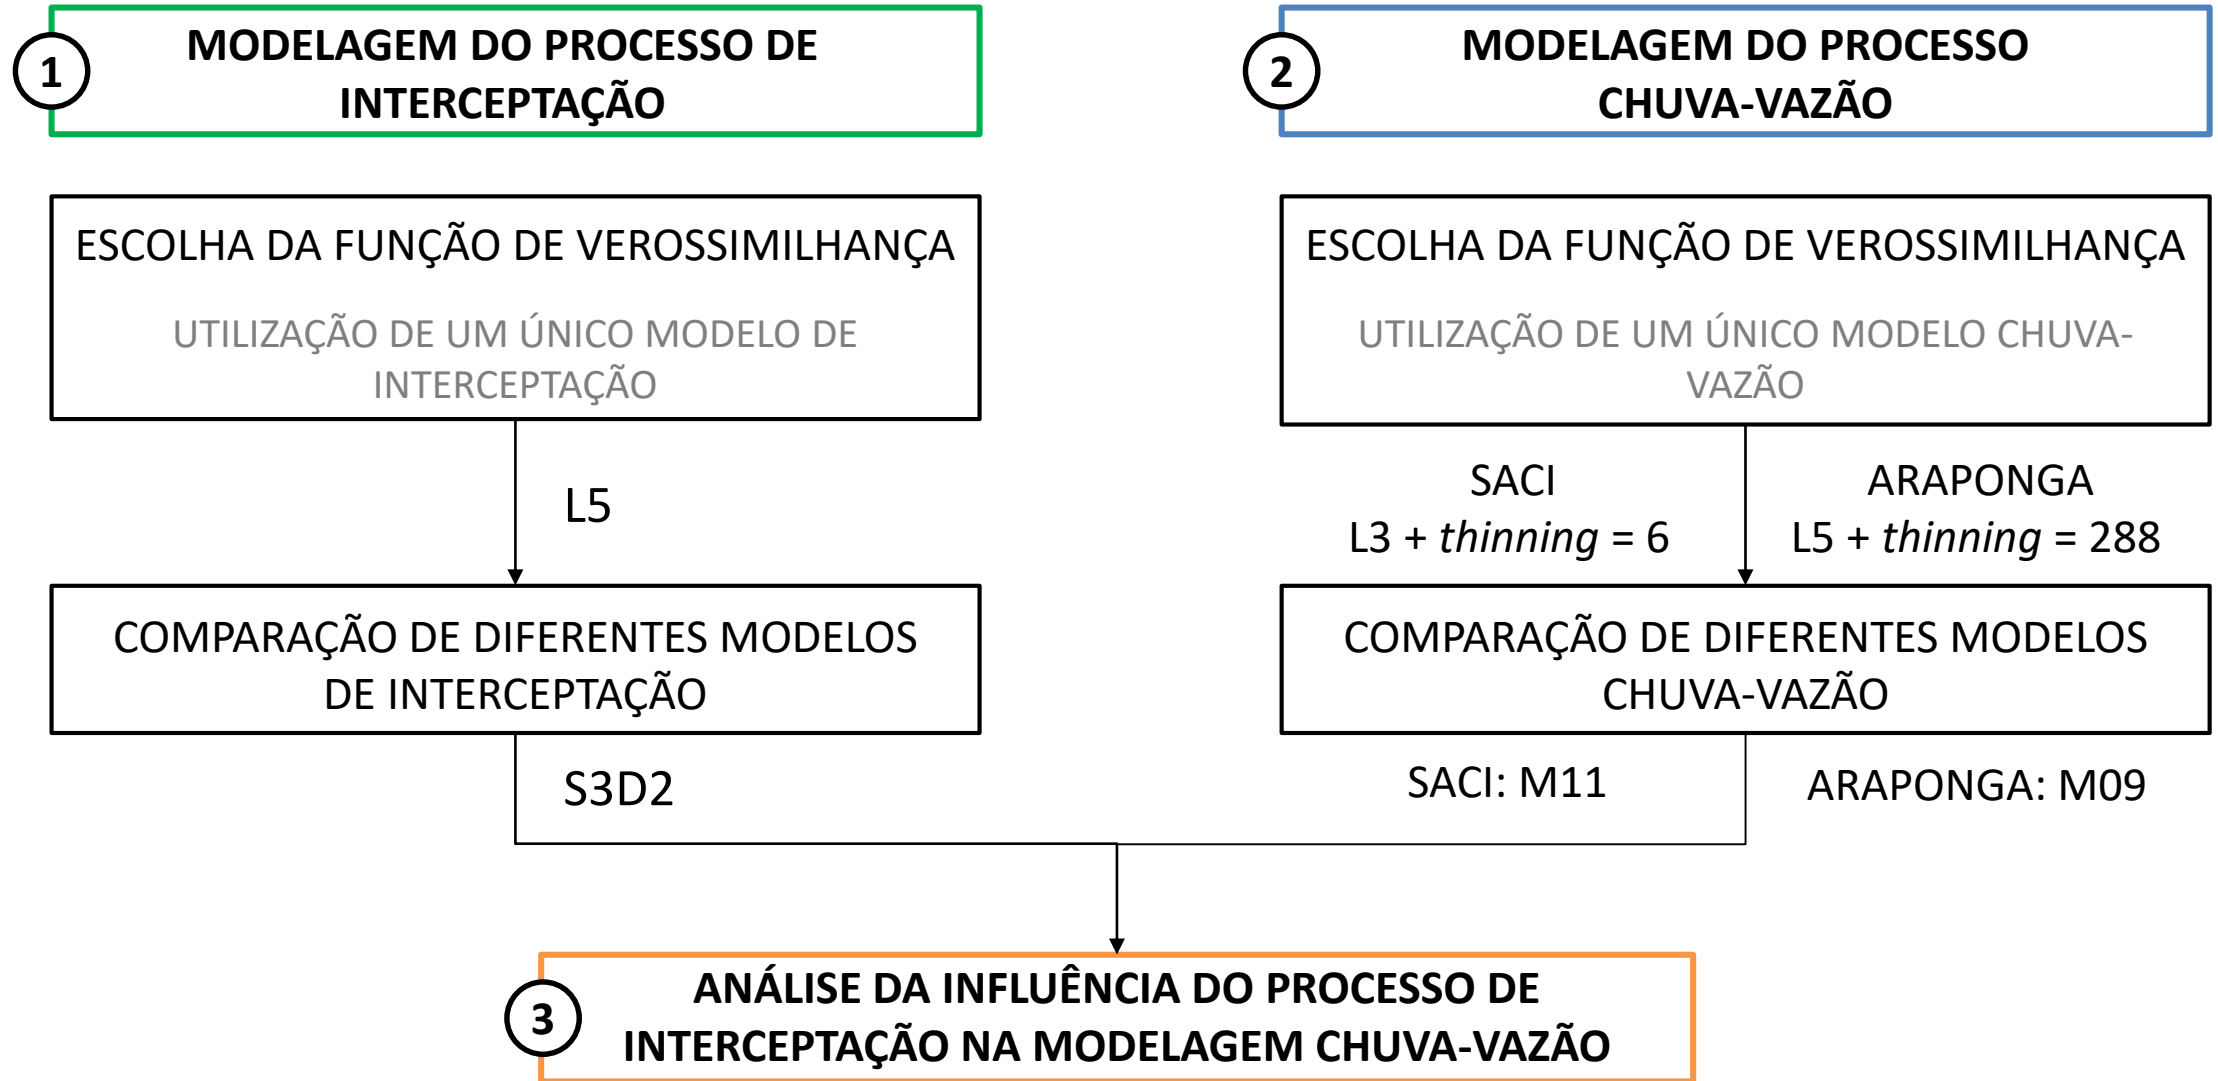 1
MODELAGEM DO PROCESSO DE
INTERCEPTAÇÃO
ESCOLHA DA FUNÇÃO DE VEROSSIMILHANÇA
UTILIZAÇÃO DE UM ÚNICO MODELO DE
INTERCEPTAÇÃO
L5
COMPARAÇÃO DE DIFERENTES MODELOS
DE INTERCEPTAÇÃO
S3D2
2
MODELAGEM DO PROCESSO
CHUVA-VAZÃO
ESCOLHA DA FUNÇÃO DE VEROSSIMILHANÇA
UTILIZAÇÃO DE UM ÚNICO MODELO CHUVA-
VAZÃO
SACI
L3 + thinning = 6
ARAPONGA
L5 + thinning = 288
COMPARAÇÃO DE DIFERENTES MODELOS
CHUVA-VAZÃO
SACI: M11
ARAPONGA: M09
3
ANÁLISE DA INFLUÊNCIA DO PROCESSO DE
INTERCEPTAÇÃO NA MODELAGEM CHUVA-VAZÃO